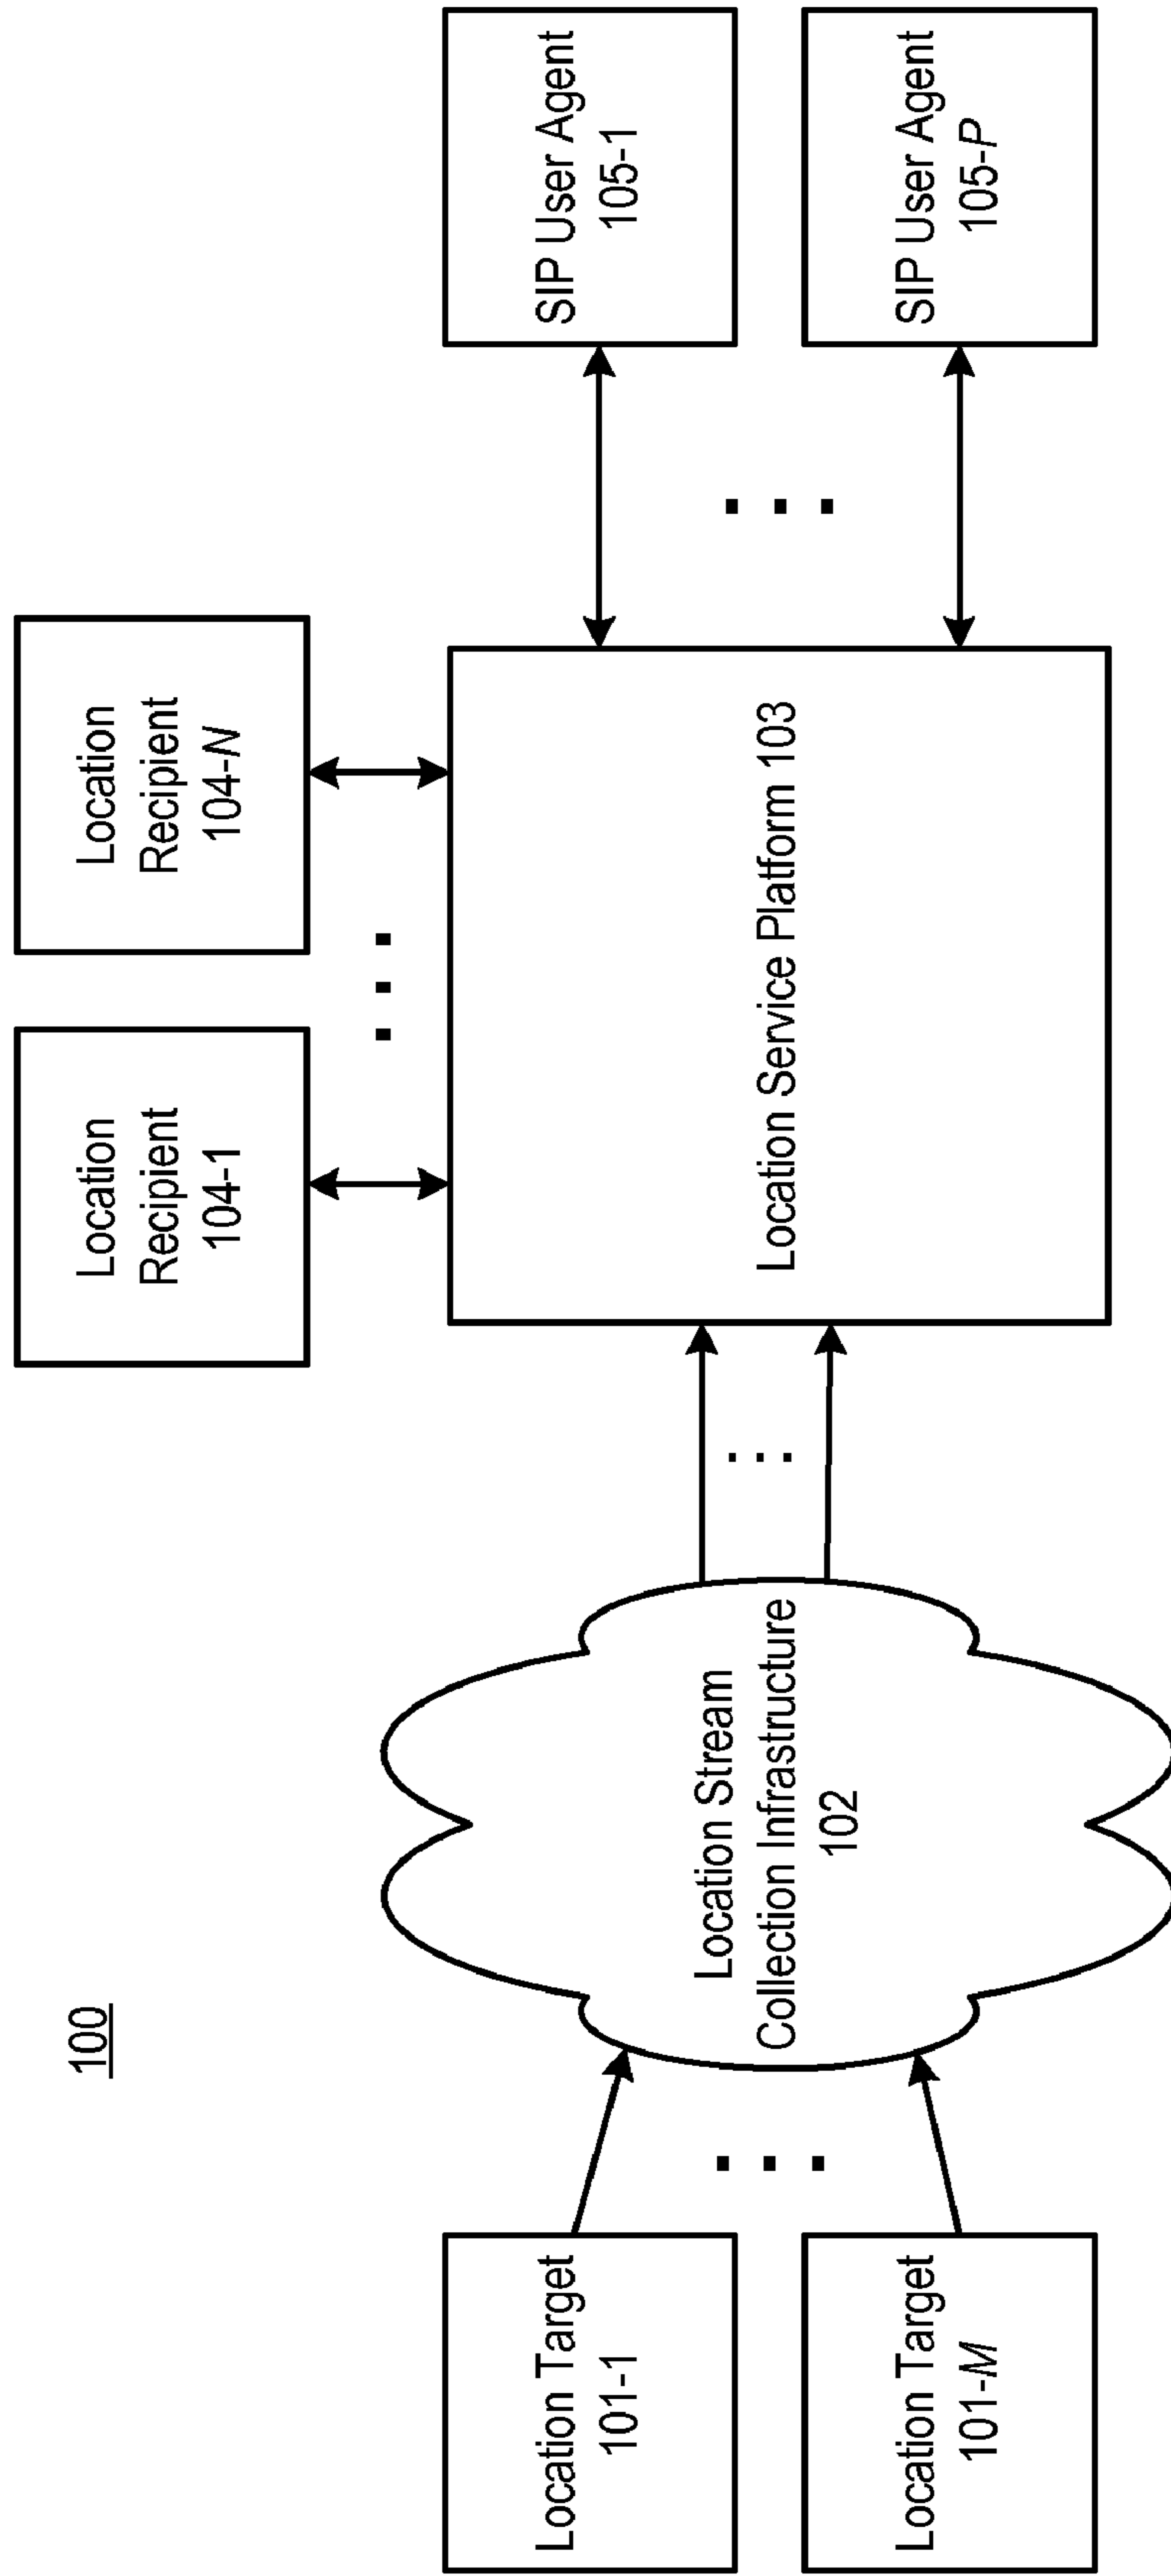 100
Location
Recipient
104-1
Location
Recipient
104-N
Location Target
101-1
Location Target
101-M
Location Stream
Collection Infrastructure
102
Location Service Platform 103
SIP User Agent
105-1
SIP User Agent
105-P